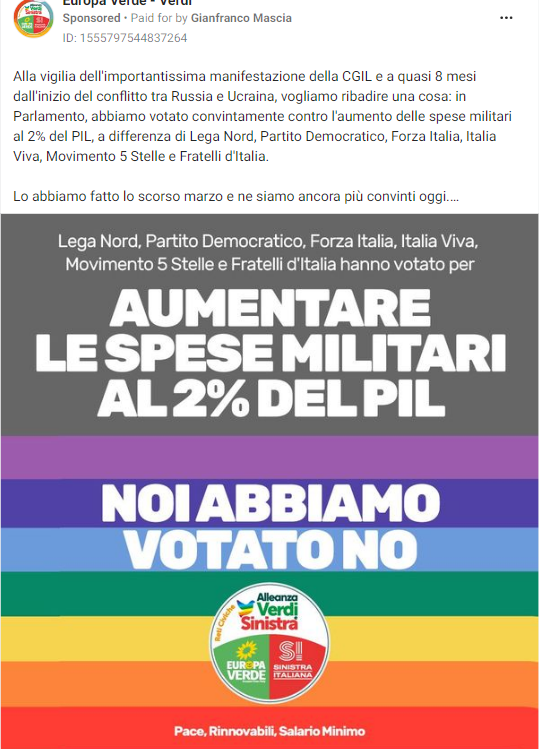 Europa Verde - Verdi
Sponsored • Paid for by Gianfranco Mascia
ID: 1555797544837264
Alla vigilia dell'importantissima manifestazione della CGIL e a quasi 8 mesi
dall'inizio del conflitto tra Russia e Ucraina, vogliamo ribadire una cosa: in
Parlamento, abbiamo votato convintamente contro l'aumento delle spese militari
al 2% del PIL, a differenza di Lega Nord, Partito Democratico, Forza Italia, Italia
Viva, Movimento 5 Stelle e Fratelli d'Italia.
Lo abbiamo fatto lo scorso marzo e ne siamo ancora più convinti oggi....
Lega Nord, Partito Democratico, Forza Italia, Italia Viva,
Movimento 5 Stelle e Fratelli d'Italia hanno votato per
AUMENTARE
LE SPESE MILITARI
AL 2% DEL PIL
NOI ABBIAMO
VOTATO NO
Reti Civiche
Alleanza
Verdi
Sinistra
EUROPA
VERDE
SI
SINISTRA
ITALIANA
Pace, Rinnovabili, Salario Minimo